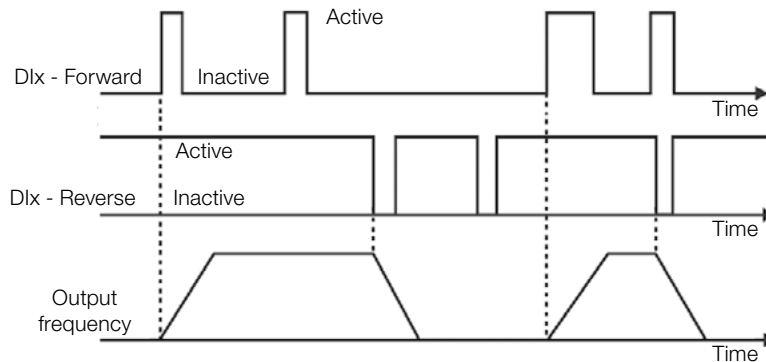 Active
DIx - Forward
Inactive
Time
Active
DIx - Reverse
Inactive
Time
Output
frequency
Time